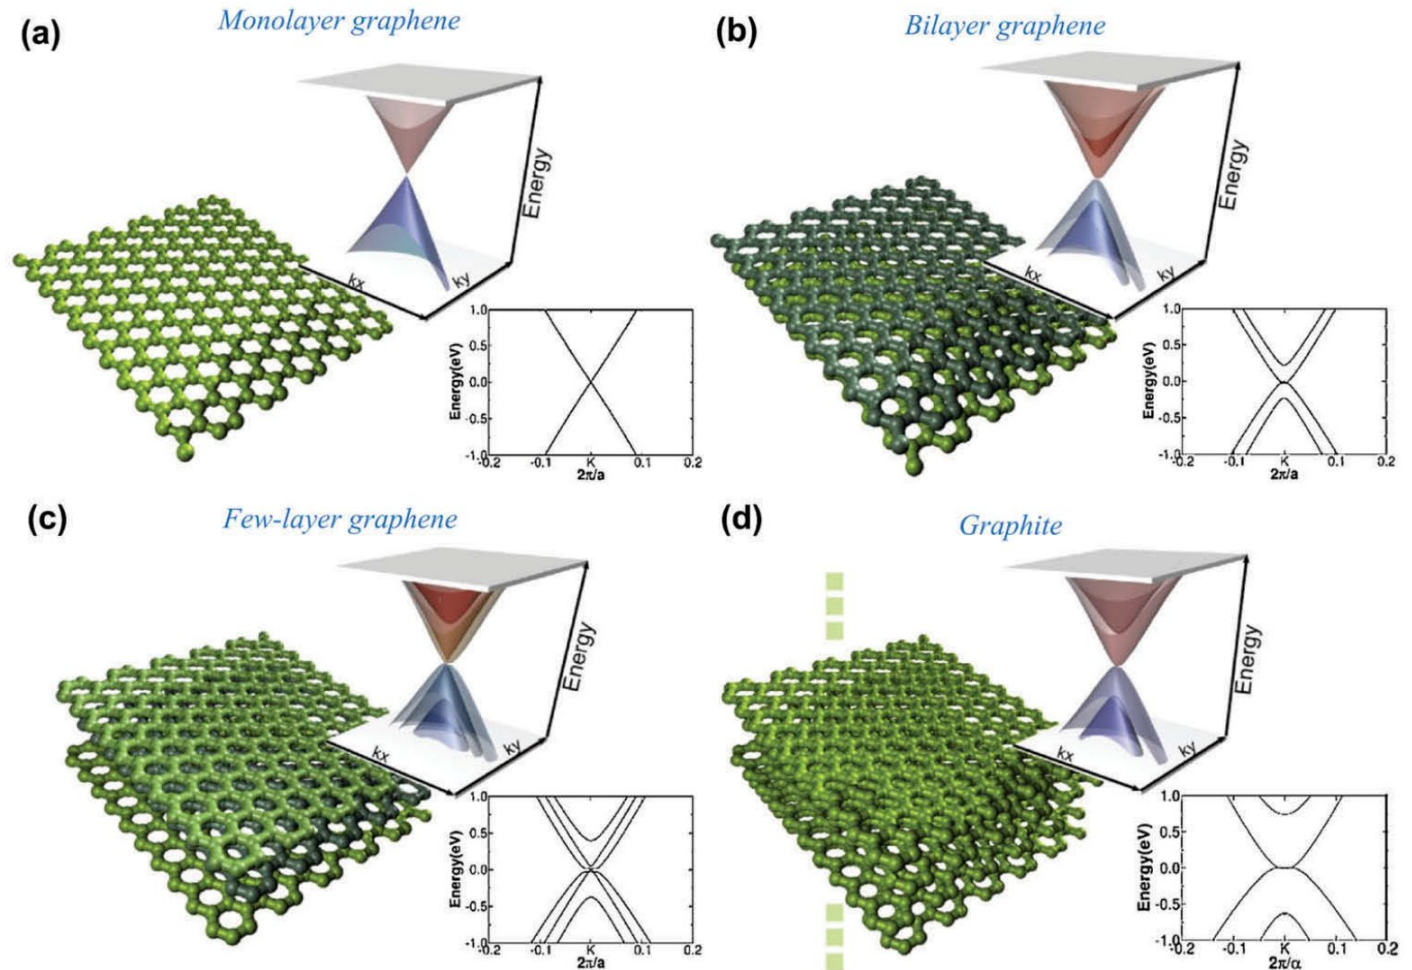 (a)
Monolayer graphene
Energy
kx
ky
1.0
0.5
0.0
-0.5
-1.0
Energy(eV)
-0.2 -0.1 K 0.1 0.2
2π/a
(b)
Bilayer graphene
Energy
kx
ky
1.0
0.5
0.0
-0.5
-1.0
Energy(eV)
-0.2 -0.1 K 0.1 0.2
2π/a
(c)
Few-layer graphene
Energy
kx
ky
1.0
0.5
0.0
-0.5
-1.0
Energy(eV)
-0.2 -0.1 K 0.1 0.2
2π/a
(d)
Graphite
Energy
kx
ky
1.0
0.5
0.0
-0.5
-1.0
Energy(eV)
-0.2 -0.1 K 0.1 0.2
2π/α